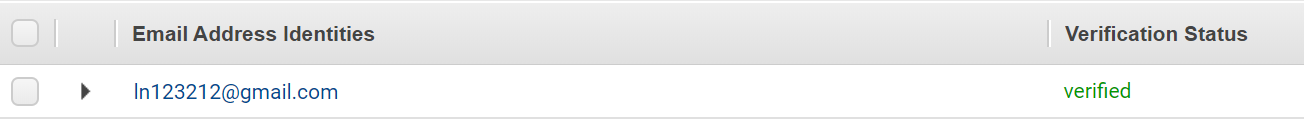 Email Address Identities Verification Status
ln123212@gmail.com verified